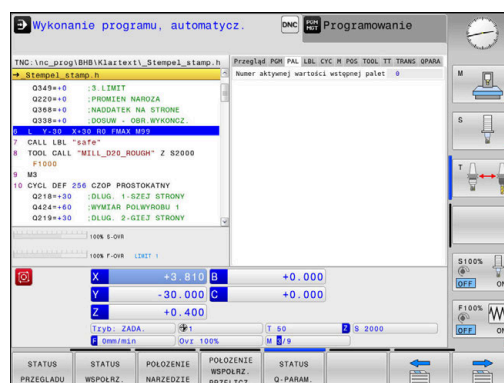 Wykonanie programu, automatycz.
DNC
PGM
MGT
Programowanie
TNC:\nc_prog\BHB\Klartext\_Stempel_stamp.h
→_Stempel_stamp.h
Q349=+0 ;3.LIMIT
Q220=+0 ;PROMIEN NAROZA
Q368=+0 ;NADDATEK NA STRONE
Q338=+0 ;DOSUW - OBR.WYKONCZ.
6 L Y-30 X+30 R0 FMAX M99
7 CALL LBL "safe"
8 TOOL CALL "MILL_D20_ROUGH" Z S2000
F1000
9 M3
10 CYCL DEF 256 CZOP PROSTOKATNY
Q218=+30 ;DLUG. 1-SZEJ STRONY
Q424=+60 ;WYMIAR POLWYROBU 1
Q219=+30 ;DLUG. 2-GIEJ STRONY
Przegląd PGM PAL LBL CYC M POS TOOL TT TRANS QPARA
Numer aktywnej wartości wstępnej palet 0
100% S-OVR
100% F-OVR LIMIT 1
X +3.810 B +0.000
Y -30.000 C +0.000
Z +0.400
Tryb: ZADA. 1 T 50 Z S 2000
F 0mm/min Ovr 100% M 5/9
M
S
T
S100%
OFF ON
F100%
OFF ON
STATUS
PRZEGLADU
STATUS
WSPOŁRZ.
POŁOZENIE
NARZEDZIE
POŁOZENIE
WSPOŁRZ.
PRZELICZ.
STATUS
Q-PARAM.